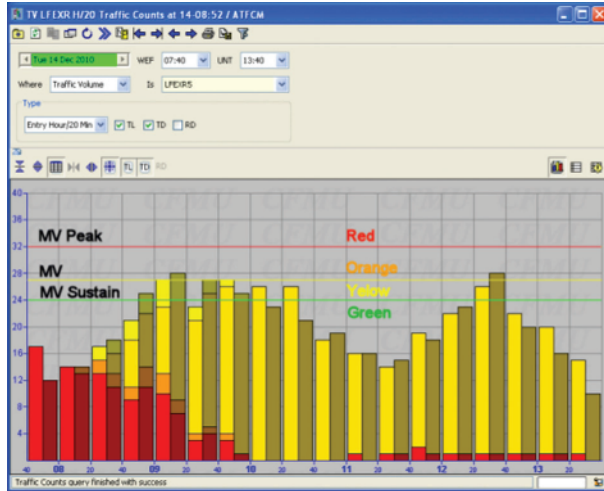 TV LFEXR H/20 Traffic Counts at 14-08:52 / ATFCM
Tue 14 Dec 2010 WEF 07:40 UNT 13:40
Where Traffic Volume Is LFEXR5
Type
Entry Hour/20 Min TL TD RD
TL TD RD
40
36
MV Peak Red
32
28
MV Orange
MV Sustain Yellow
24
Green
20
16
12
8
4
40 08 20 40 09 20 40 10 20 40 11 20 40 12 20 40 13 20
Traffic Counts query finished with success